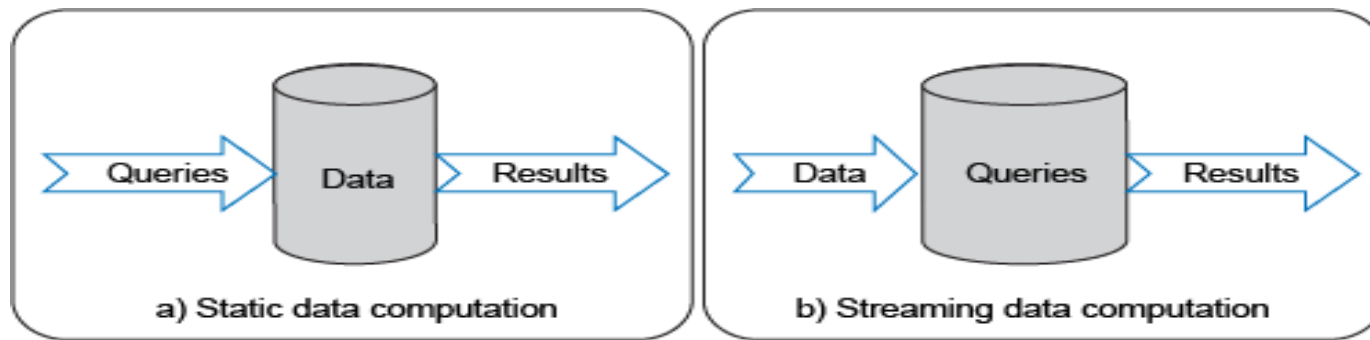 Queries
Data
Results
a) Static data computation
Data
Queries
Results
b) Streaming data computation